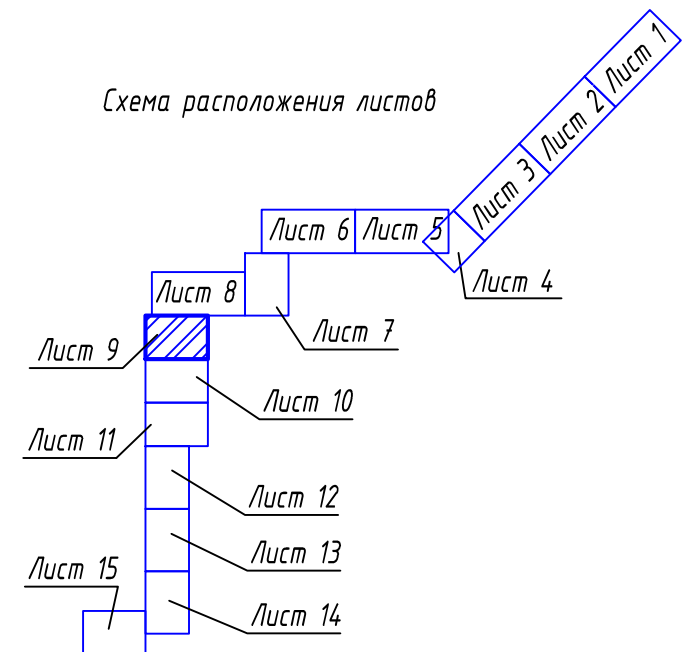 Схема расположения листов
Лист 1
Лист 2
Лист 3
Лист 4
Лист 5
Лист 6
Лист 7
Лист 8
Лист 9
Лист 10
Лист 11
Лист 12
Лист 13
Лист 14
Лист 15